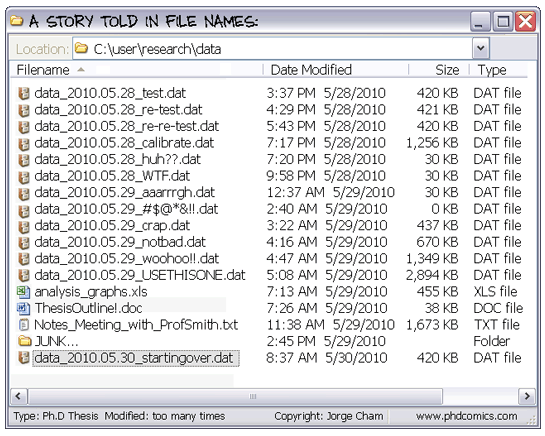 A STORY TOLD IN FILE NAMES:
Location: C:\user\research\data
Filename Date Modified Size Type
data_2010.05.28_test.dat 3:37 PM 5/28/2010 420 KB DAT file
data_2010.05.28_re-test.dat 4:29 PM 5/28/2010 421 KB DAT file
data_2010.05.28_re-re-test.dat 5:43 PM 5/28/2010 420 KB DAT file
data_2010.05.28_calibrate.dat 7:17 PM 5/28/2010 1,256 KB DAT file
data_2010.05.28_huh??.dat 7:20 PM 5/28/2010 30 KB DAT file
data_2010.05.28_WTF.dat 9:58 PM 5/28/2010 30 KB DAT file
data_2010.05.29_aaarrrgh.dat 12:37 AM 5/29/2010 30 KB DAT file
data_2010.05.29_#$@*&!!.dat 2:40 AM 5/29/2010 0 KB DAT file
data_2010.05.29_crap.dat 3:22 AM 5/29/2010 437 KB DAT file
data_2010.05.29_notbad.dat 4:16 AM 5/29/2010 670 KB DAT file
data_2010.05.29_woohoo!!.dat 4:47 AM 5/29/2010 1,349 KB DAT file
data_2010.05.29_USETHISONE.dat 5:08 AM 5/29/2010 2,894 KB DAT file
analysis_graphs.xls 7:13 AM 5/29/2010 455 KB XLS file
ThesisOutline!.doc 7:26 AM 5/29/2010 38 KB DOC file
Notes_Meeting_with_ProfSmith.txt 11:38 AM 5/29/2010 1,673 KB TXT file
JUNK... 2:45 PM 5/29/2010 Folder
data_2010.05.30_startingover.dat 8:37 AM 5/30/2010 420 KB DAT file
Type: Ph.D Thesis Modified: too many times Copyright: Jorge Cham www.phdcomics.com